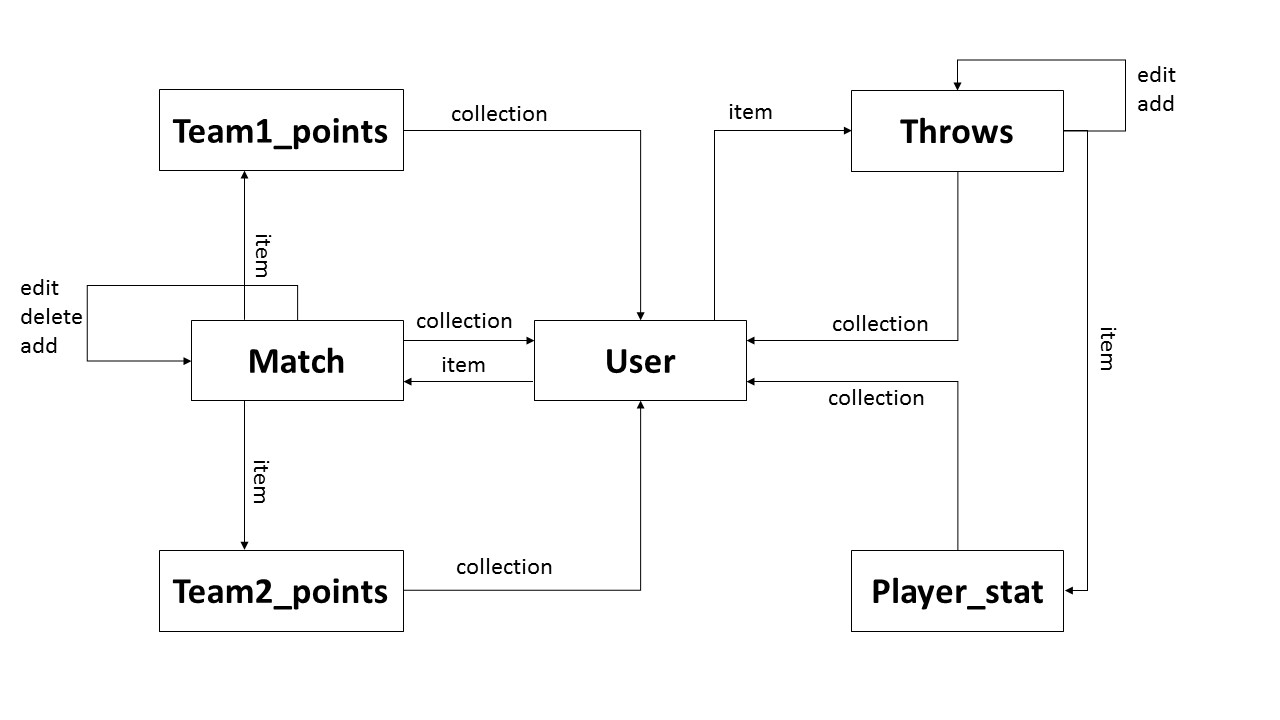 edit
add
collection
item
Team1_points
Throws
item
edit
delete
add
collection
collection
item
Match
item
User
collection
item
collection
Team2_points
Player_stat